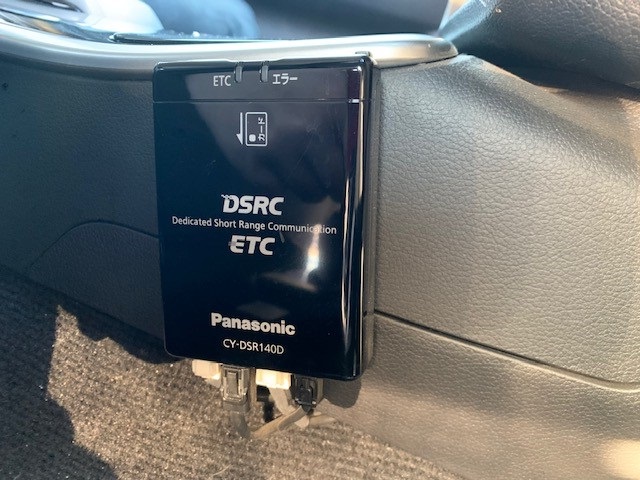 ETC エラー
カード
DSRC
Dedicated Short Range Communication
ETC
Panasonic
CY-DSR140D